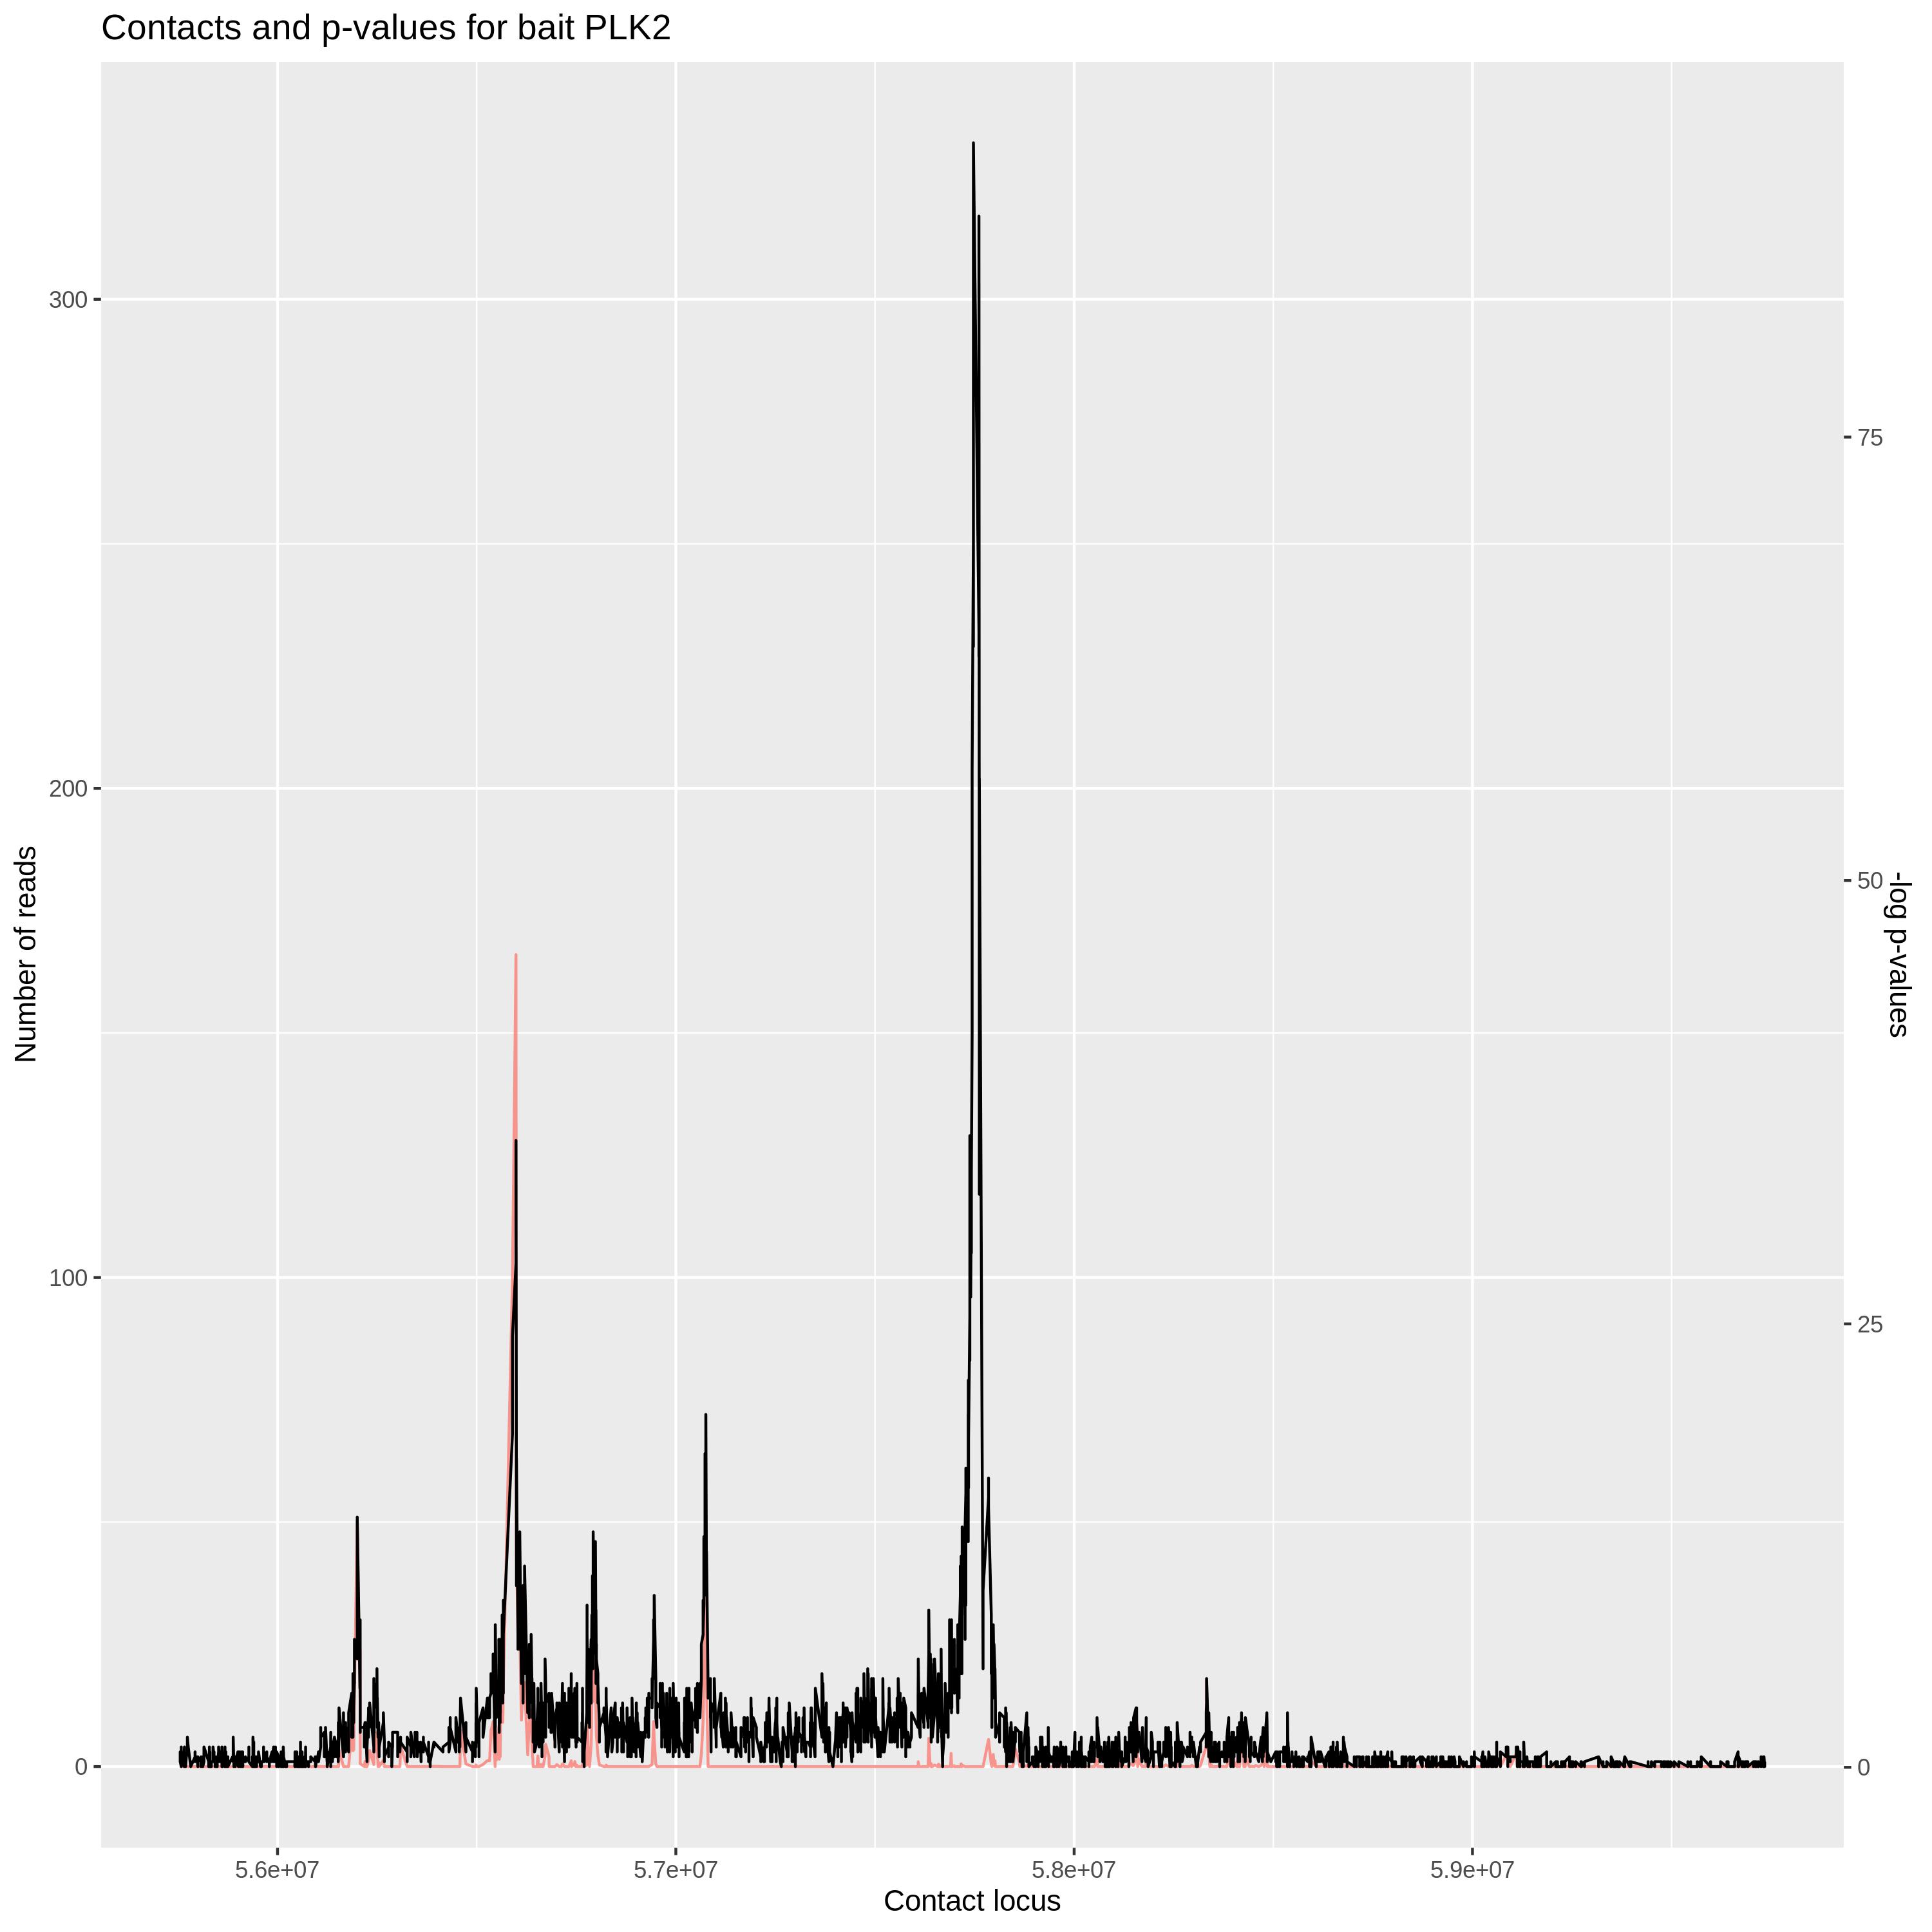 Contacts and p-values for bait PLK2
Number of reads
300
200
100
0
75
50
25
0
-log p-values
5.6e+07 5.7e+07 5.8e+07 5.9e+07
Contact locus